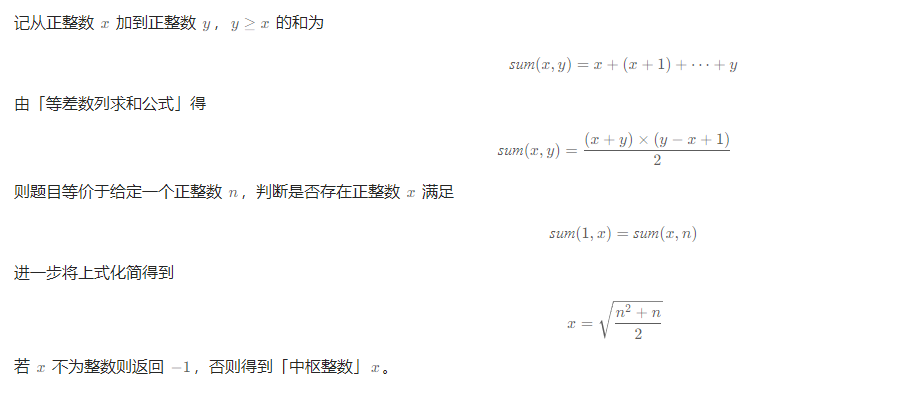 记从正整数 x 加到正整数 y，y ≥ x 的和为
sum(x, y) = x + (x + 1) + ⋯ + y
由「等差数列求和公式」得
sum(x, y) = \frac{(x + y) × (y − x + 1)}{2}
则题目等价于给定一个正整数 n，判断是否存在正整数 x 满足
sum(1, x) = sum(x, n)
进一步将上式化简得到
x = \sqrt{\frac{n^2 + n}{2}}
若 x 不为整数则返回 −1，否则得到「中枢整数」x。